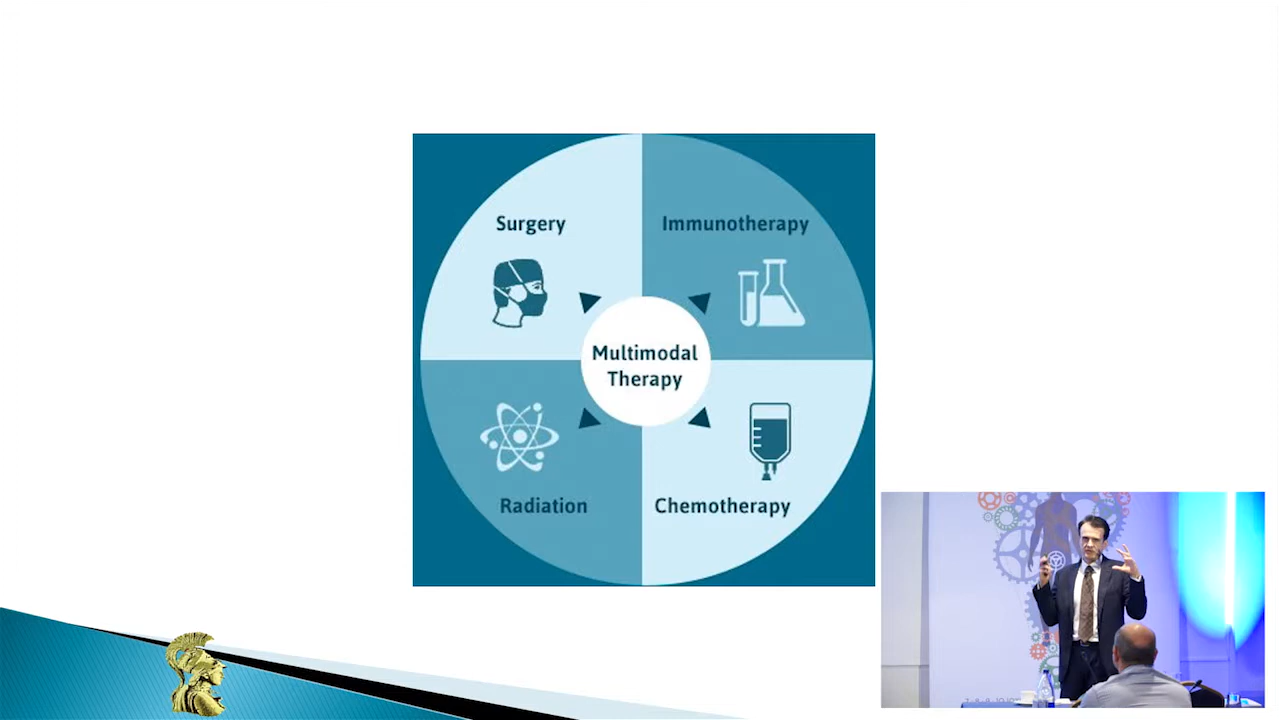 Surgery
Immunotherapy
Multimodal
Therapy
Radiation
Chemotherapy